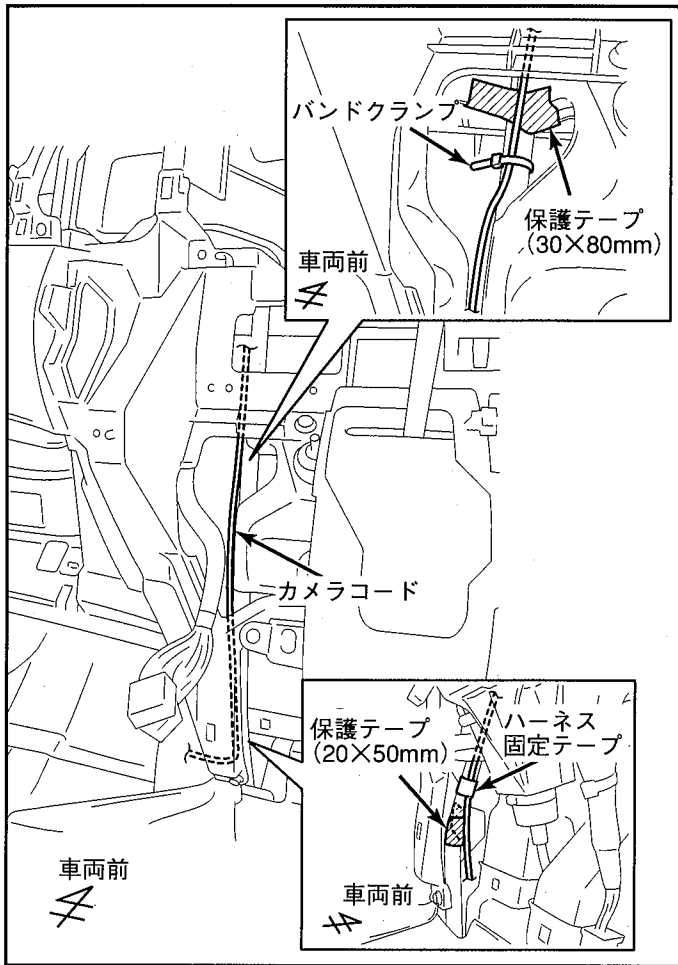 バンドクランプ
保護テープ
(30×80mm)
車両前
カメラコード
保護テープ
(20×50mm)
ハーネス
固定テープ
車両前
車両前